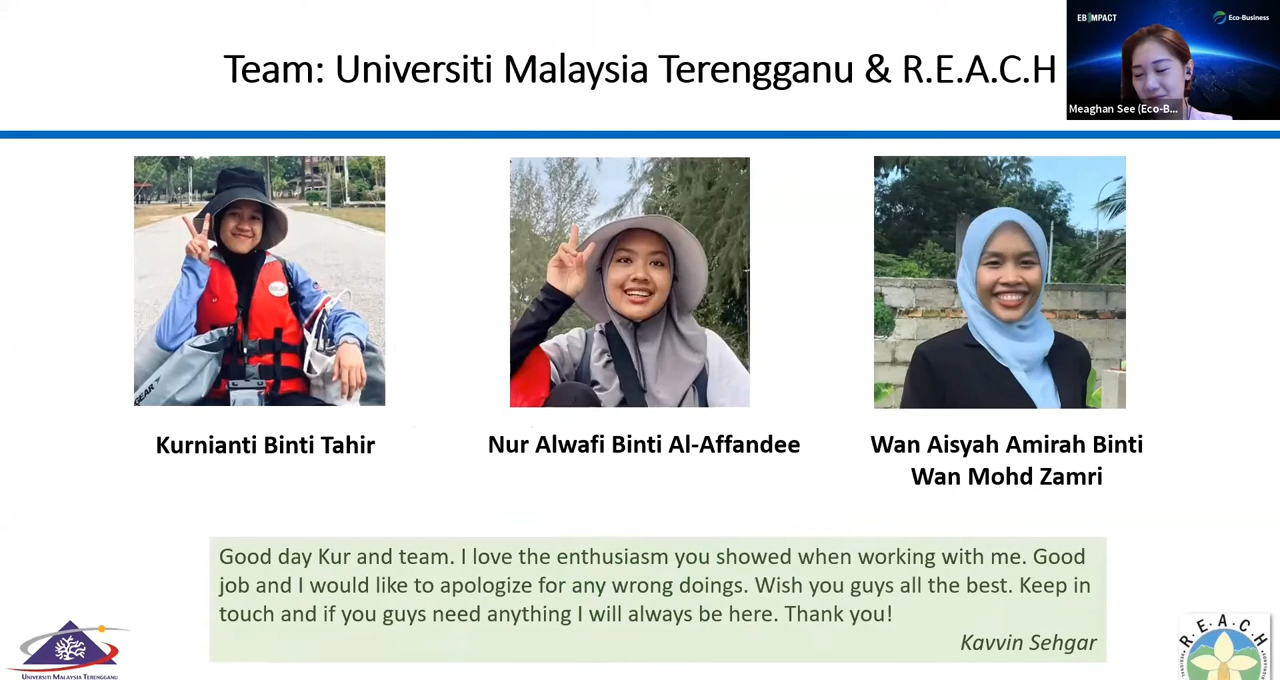 EB IMPACT
Eco-Business
Team: Universiti Malaysia Terengganu & R.E.A.C.H
Meaghan See (Eco-B...
GEAR
Kurnianti Binti Tahir
Nur Alwafi Binti Al-Affandee
Wan Aisyah Amirah Binti
Wan Mohd Zamri
Good day Kur and team. I love the enthusiasm you showed when working with me. Good
job and I would like to apologize for any wrong doings. Wish you guys all the best. Keep in
touch and if you guys need anything I will always be here. Thank you!
Kavvin Sehgar
UNIVERSITI MALAYSIA TERENGGANU
R.E.A.C.H